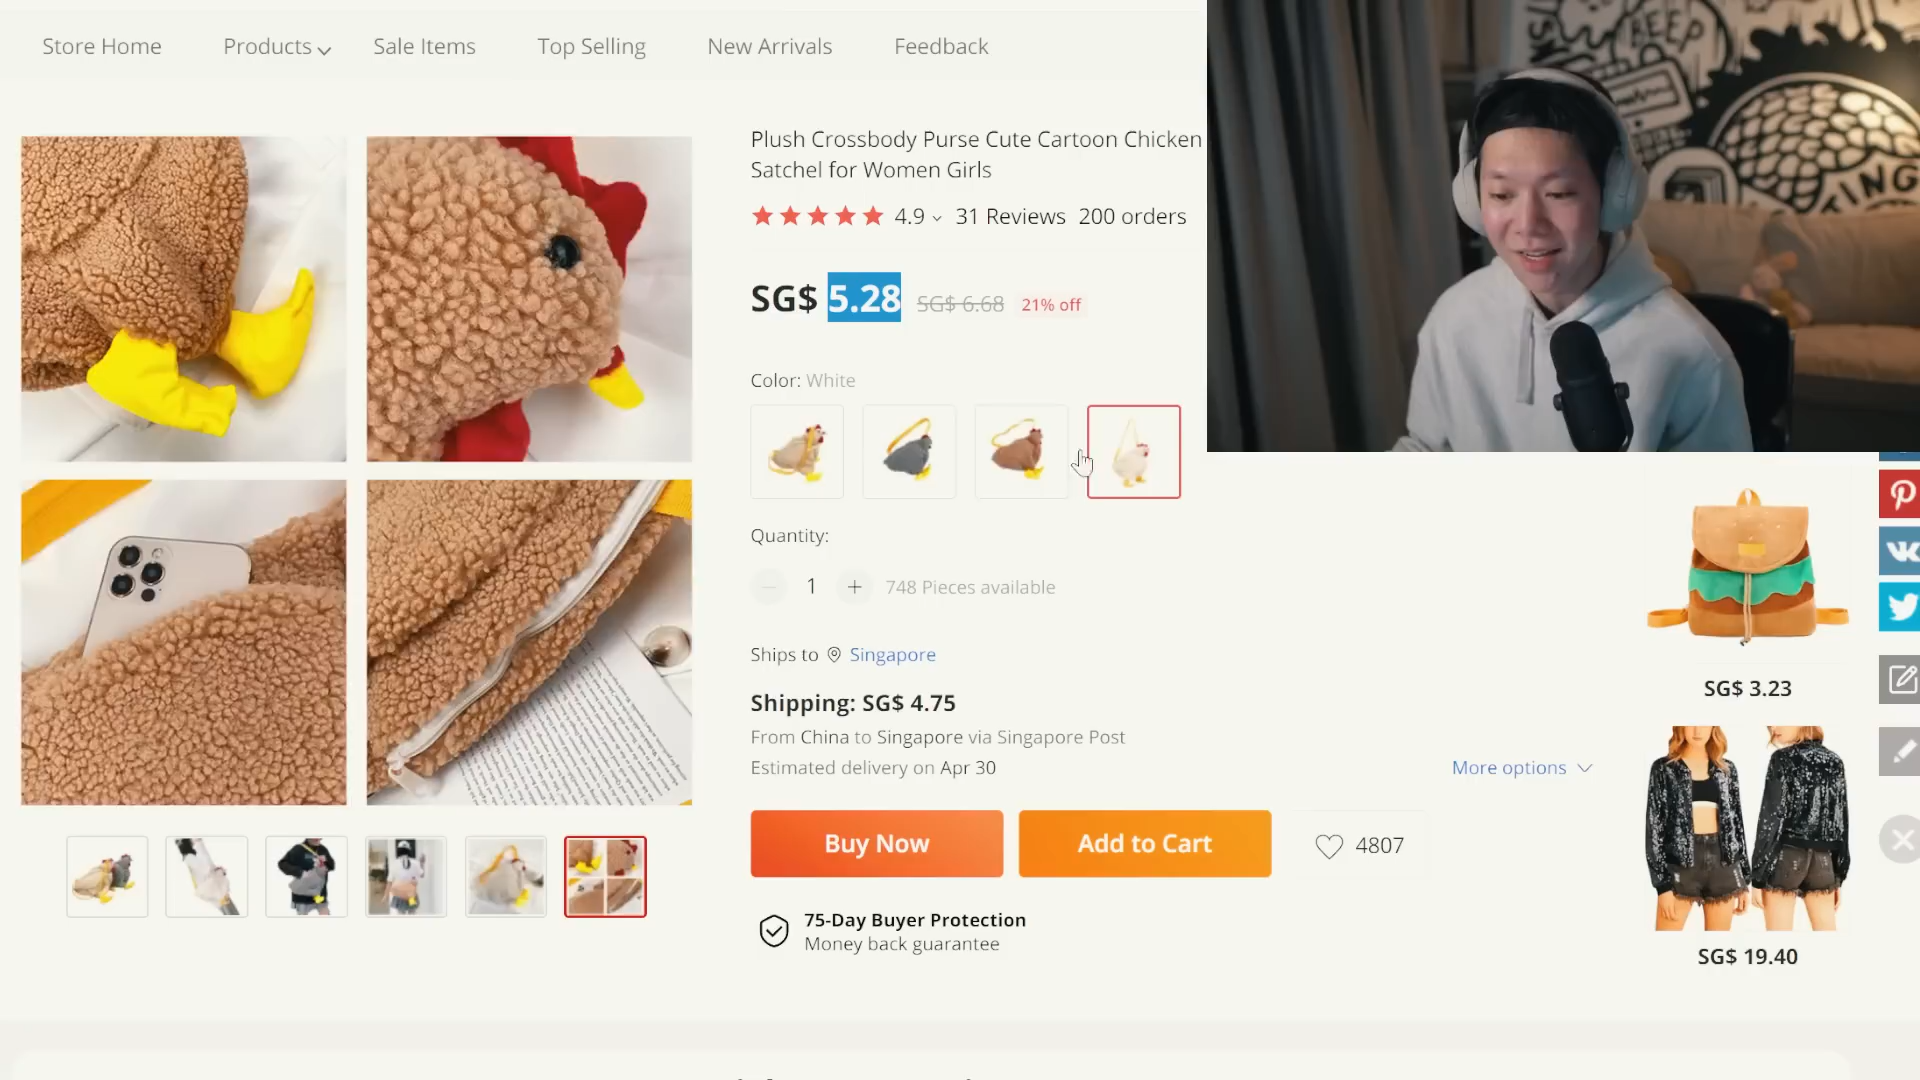 Store Home
Products
Sale Items
Top Selling
New Arrivals
Feedback
BEEP
ING
Plush Crossbody Purse Cute Cartoon Chicken
Satchel for Women Girls
4.9
31 Reviews
200 orders
SG$ 5.28
SG$ 6.68
21% off
Color: White
Quantity:
1
748 Pieces available
Ships to
Singapore
Shipping: SG$ 4.75
From China to Singapore via Singapore Post
Estimated delivery on Apr 30
More options
Buy Now
Add to Cart
4807
75-Day Buyer Protection
Money back guarantee
SG$ 3.23
SG$ 19.40